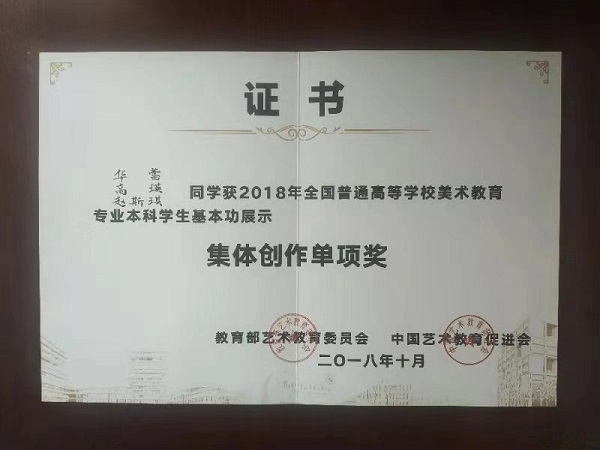 证书
华蕾
高瑛
赵斯琪
同学获2018年全国普通高等学校美术教育
专业本科学生基本功展示
集体创作单项奖
教育部艺术教育委员会 中国艺术教育促进会
二〇一八年十月